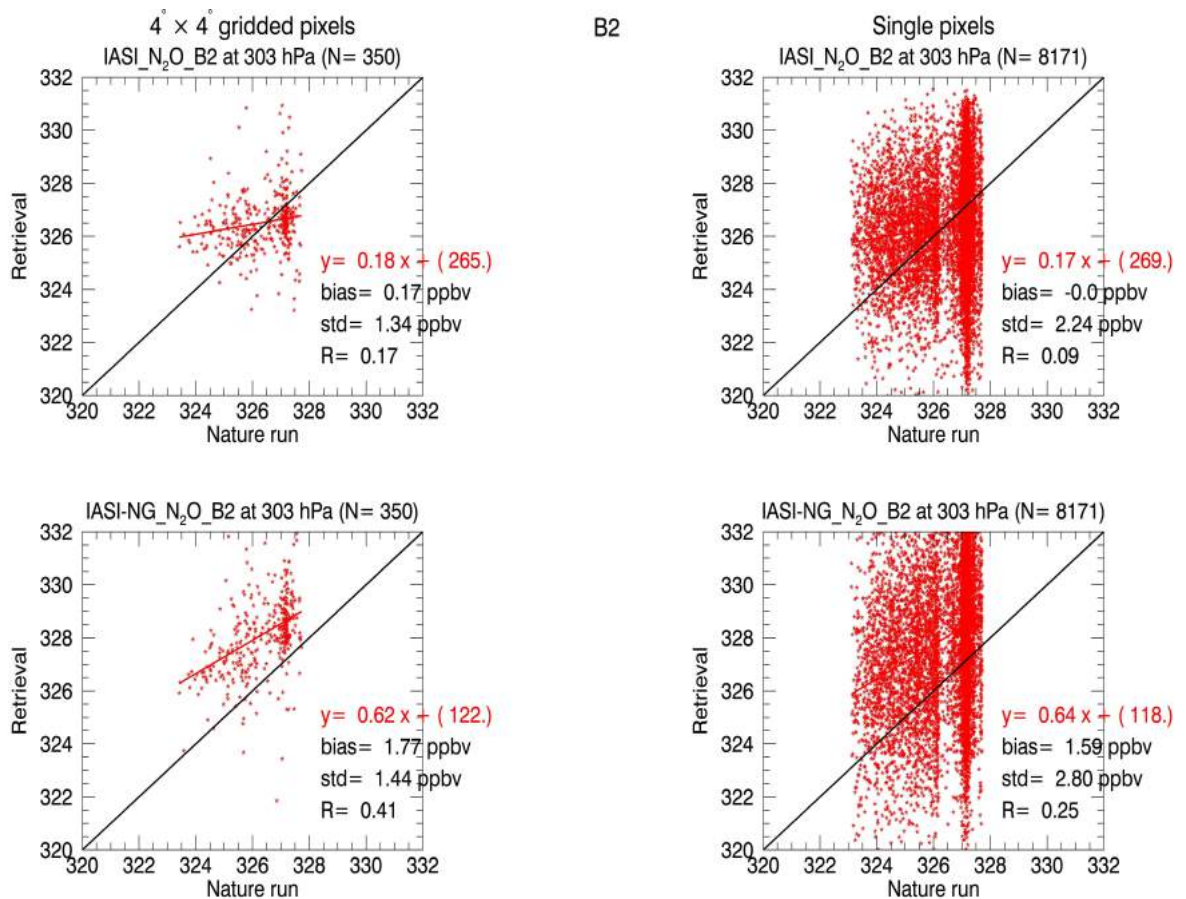 4° × 4° gridded pixels
B2
Single pixels
IASI_N₂O_B2 at 303 hPa (N= 350)
332
330
328
326
324
322
320
Retrieval
y= 0.18 x + ( 265.)
bias= 0.17 ppbv
std= 1.34 ppbv
R= 0.17
320 322 324 326 328 330 332
Nature run
IASI_N₂O_B2 at 303 hPa (N= 8171)
332
330
328
326
324
322
320
Retrieval
y= 0.17 x + ( 269.)
bias= -0.0 ppbv
std= 2.24 ppbv
R= 0.09
320 322 324 326 328 330 332
Nature run
IASI-NG_N₂O_B2 at 303 hPa (N= 350)
332
330
328
326
324
322
320
Retrieval
y= 0.62 x + ( 122.)
bias= 1.77 ppbv
std= 1.44 ppbv
R= 0.41
320 322 324 326 328 330 332
Nature run
IASI-NG_N₂O_B2 at 303 hPa (N= 8171)
332
330
328
326
324
322
320
Retrieval
y= 0.64 x + ( 118.)
bias= 1.59 ppbv
std= 2.80 ppbv
R= 0.25
320 322 324 326 328 330 332
Nature run